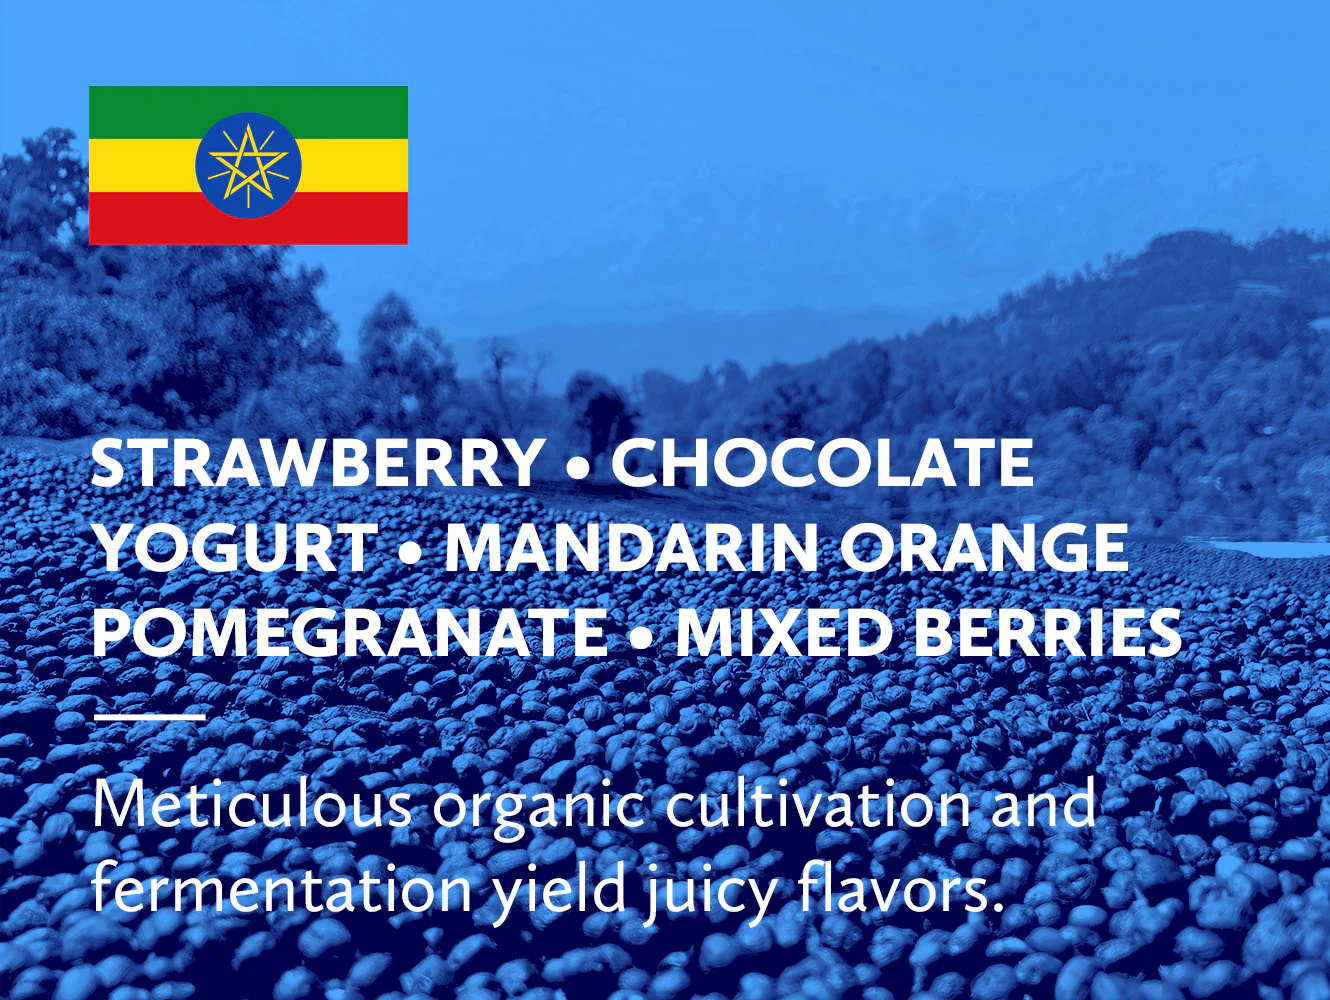 STRAWBERRY • CHOCOLATE
YOGURT • MANDARIN ORANGE
POMEGRANATE • MIXED BERRIES
Meticulous organic cultivation and
fermentation yield juicy flavors.